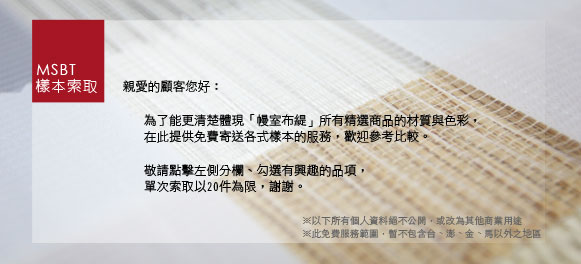 MSBT
樣本索取
親愛的顧客您好：
為了能更清楚體現「幔室布緹」所有精選商品的材質與色彩，
在此提供免費寄送各式樣本的服務，歡迎參考比較。
敬請點擊左側分欄、勾選有興趣的品項，
單次索取以20件為限，謝謝。
※以下所有個人資料絕不公開，或改為其他商業用途
※此免費服務範圍，暫不包含台、澎、金、馬以外之地區